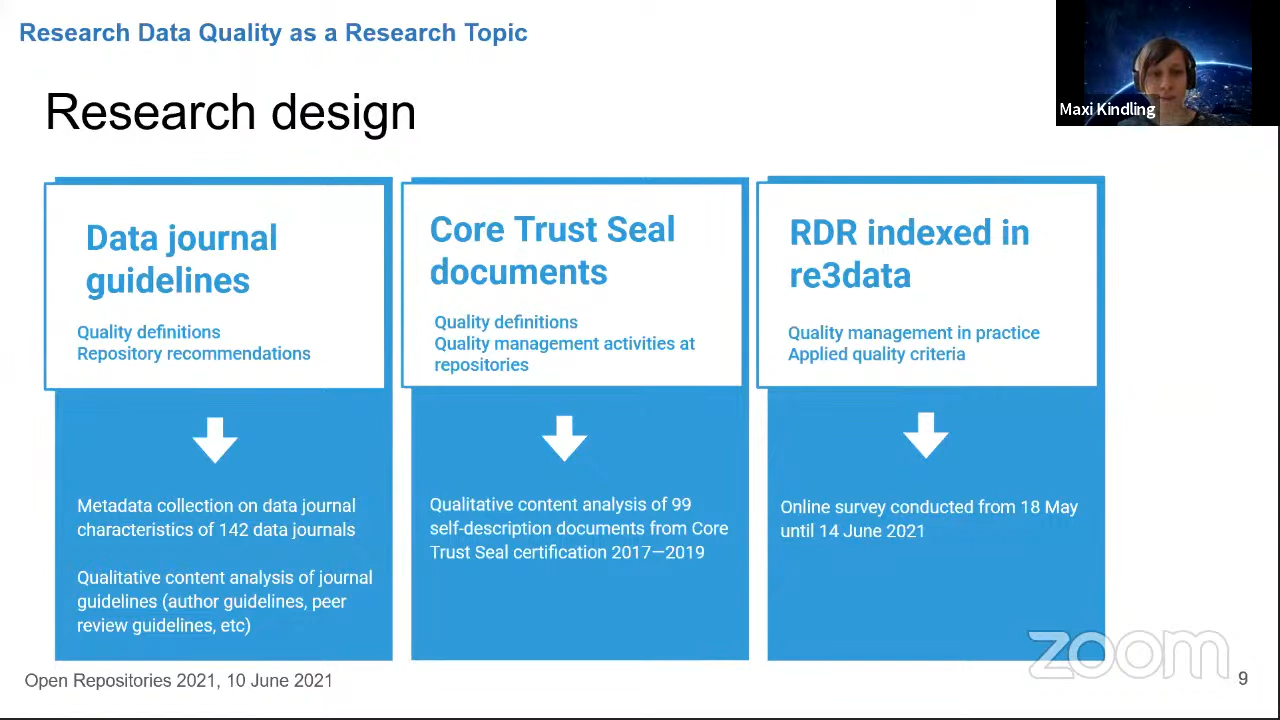 Research Data Quality as a Research Topic
Maxi Kindling
Research design
Data journal
guidelines
Quality definitions
Repository recommendations
Metadata collection on data journal
characteristics of 142 data journals
Qualitative content analysis of journal
guidelines (author guidelines, peer
review guidelines, etc)
Core Trust Seal
documents
Quality definitions
Quality management activities at
repositories
Qualitative content analysis of 99
self-description documents from Core
Trust Seal certification 2017—2019
RDR indexed in
re3data
Quality management in practice
Applied quality criteria
Online survey conducted from 18 May
until 14 June 2021
zoom
Open Repositories 2021, 10 June 2021
9